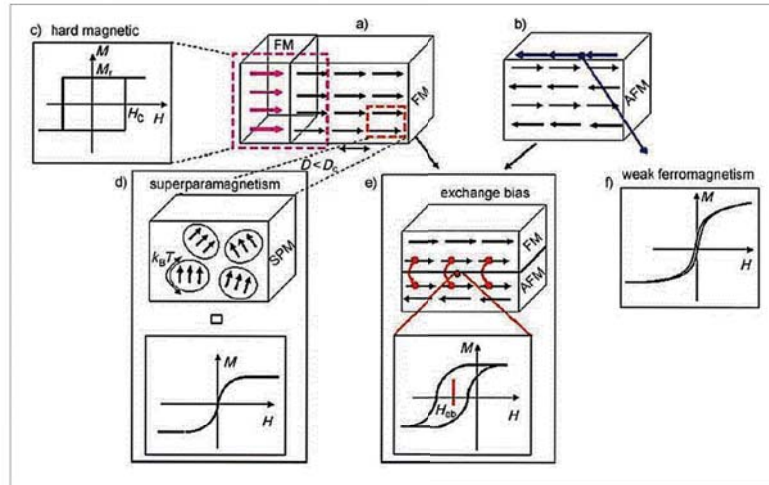 c) hard magnetic
M
Mr
HC
H
a)
FM
FM
D < Dc
b)
AFM
d) superparamagnetism
kBT
SPM
M
H
e) exchange bias
FM
AFM
M
Heb
H
f)
weak ferromagnetism
M
H